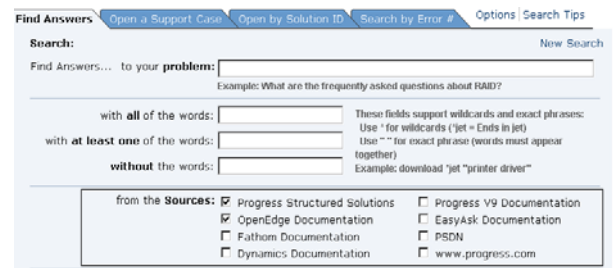 Find Answers Open a Support Case Open by Solution ID Search by Error # Options Search Tips
Search: New Search
Find Answers... to your problem:
Example: What are the frequently asked questions about RAID?
with all of the words:
with at least one of the words:
without the words:
These fields support wildcards and exact phrases:
Use * for wildcards (*jet = Ends in jet)
Use " " for exact phrase (words must appear
together)
Example: download *jet "printer driver"
from the Sources:
Progress Structured Solutions
OpenEdge Documentation
Fathom Documentation
Dynamics Documentation
Progress V9 Documentation
EasyAsk Documentation
PSDN
www.progress.com